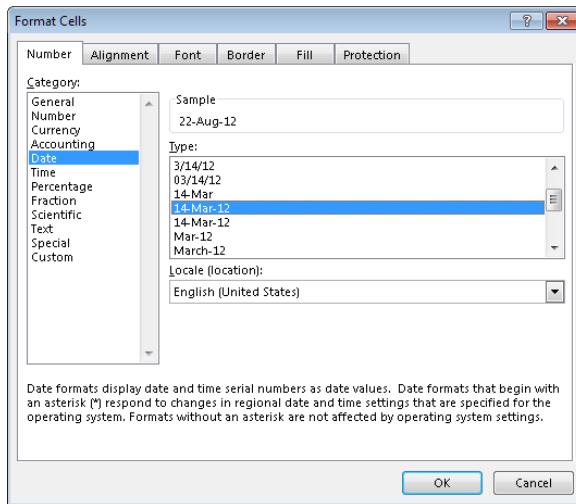 Format Cells
Number Alignment Font Border Fill Protection
Category:
General
Number
Currency
Accounting
Date
Time
Percentage
Fraction
Scientific
Text
Special
Custom
Sample
22-Aug-12
Type:
3/14/12
03/14/12
14-Mar
14-Mar-12
14-Mar-12
Mar-12
March-12
Locale (location):
English (United States)
Date formats display date and time serial numbers as date values. Date formats that begin with
an asterisk (*) respond to changes in regional date and time settings that are specified for the
operating system. Formats without an asterisk are not affected by operating system settings.
OK Cancel